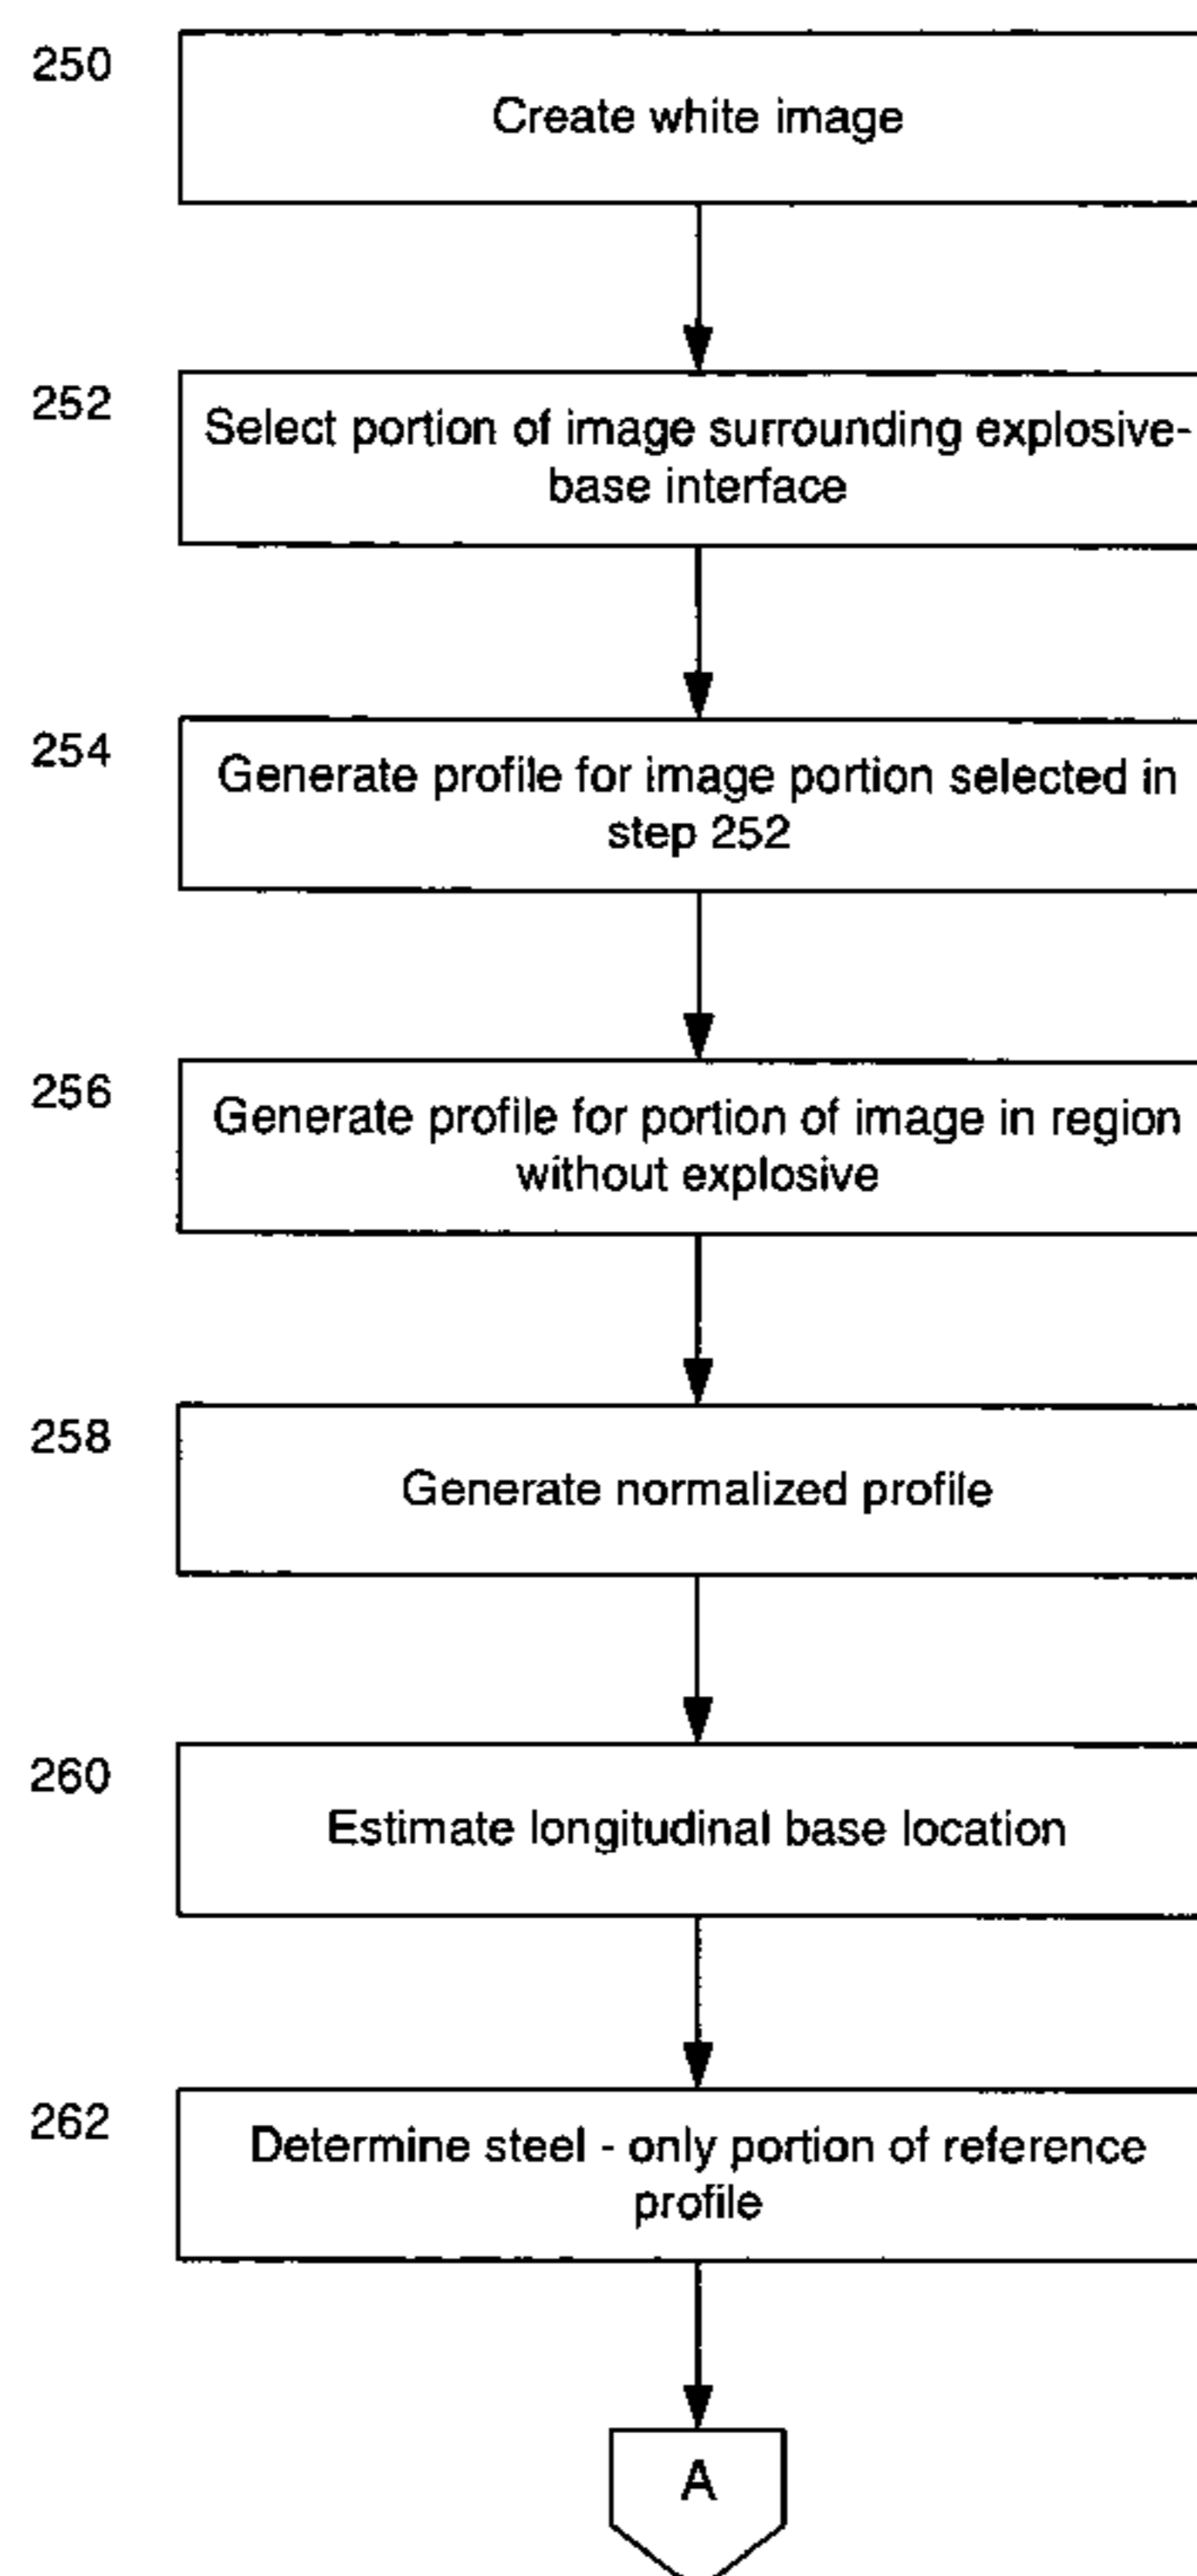 250
Create white image
252
Select portion of image surrounding explosive-
base interface
254
Generate profile for image portion selected in
step 252
256
Generate profile for portion of image in region
without explosive
258
Generate normalized profile
260
Estimate longitudinal base location
262
Determine steel - only portion of reference
profile
A